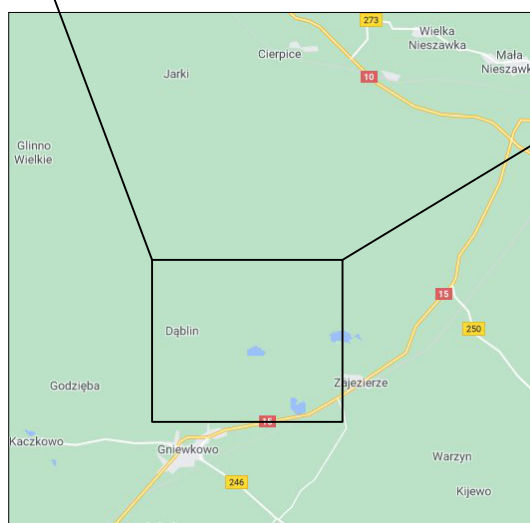 273
Wielka
Nieszawka
Cierpice
Mała
Nieszawka
Jarki
10
Glinno
Wielkie
15
250
Dąblin
Godzięba
Zajezierze
15
Kaczkowo
Gniewkowo
Warzyn
246
Kijewo